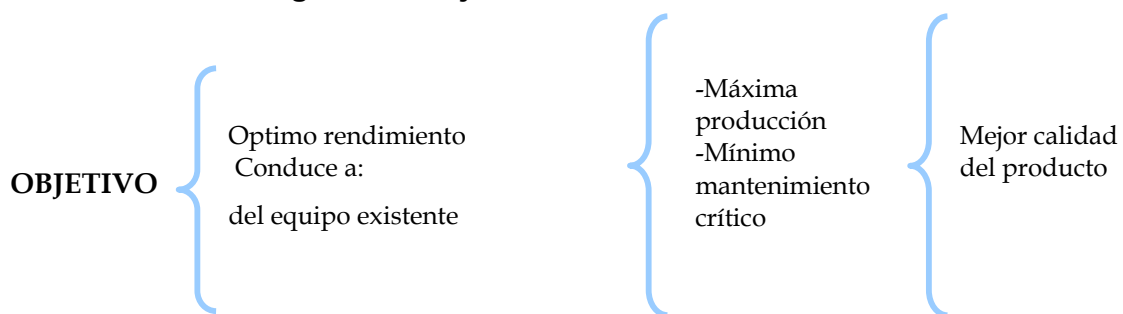 OBJETIVO
Optimo rendimiento
Conduce a:
del equipo existente
-Máxima
producción
-Mínimo
mantenimiento
crítico
Mejor calidad
del producto